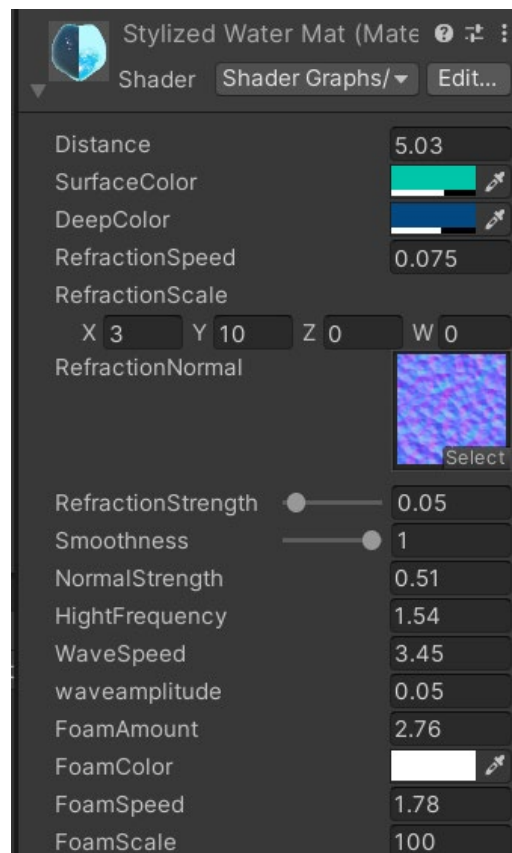 Stylized Water Mat (Mate
Shader Shader Graphs/ Edit...
Distance 5.03
SurfaceColor
DeepColor
RefractionSpeed 0.075
RefractionScale
X 3 Y 10 Z 0 W 0
RefractionNormal
Select
RefractionStrength 0.05
Smoothness 1
NormalStrength 0.51
HightFrequency 1.54
WaveSpeed 3.45
waveamplitude 0.05
FoamAmount 2.76
FoamColor
FoamSpeed 1.78
FoamScale 100